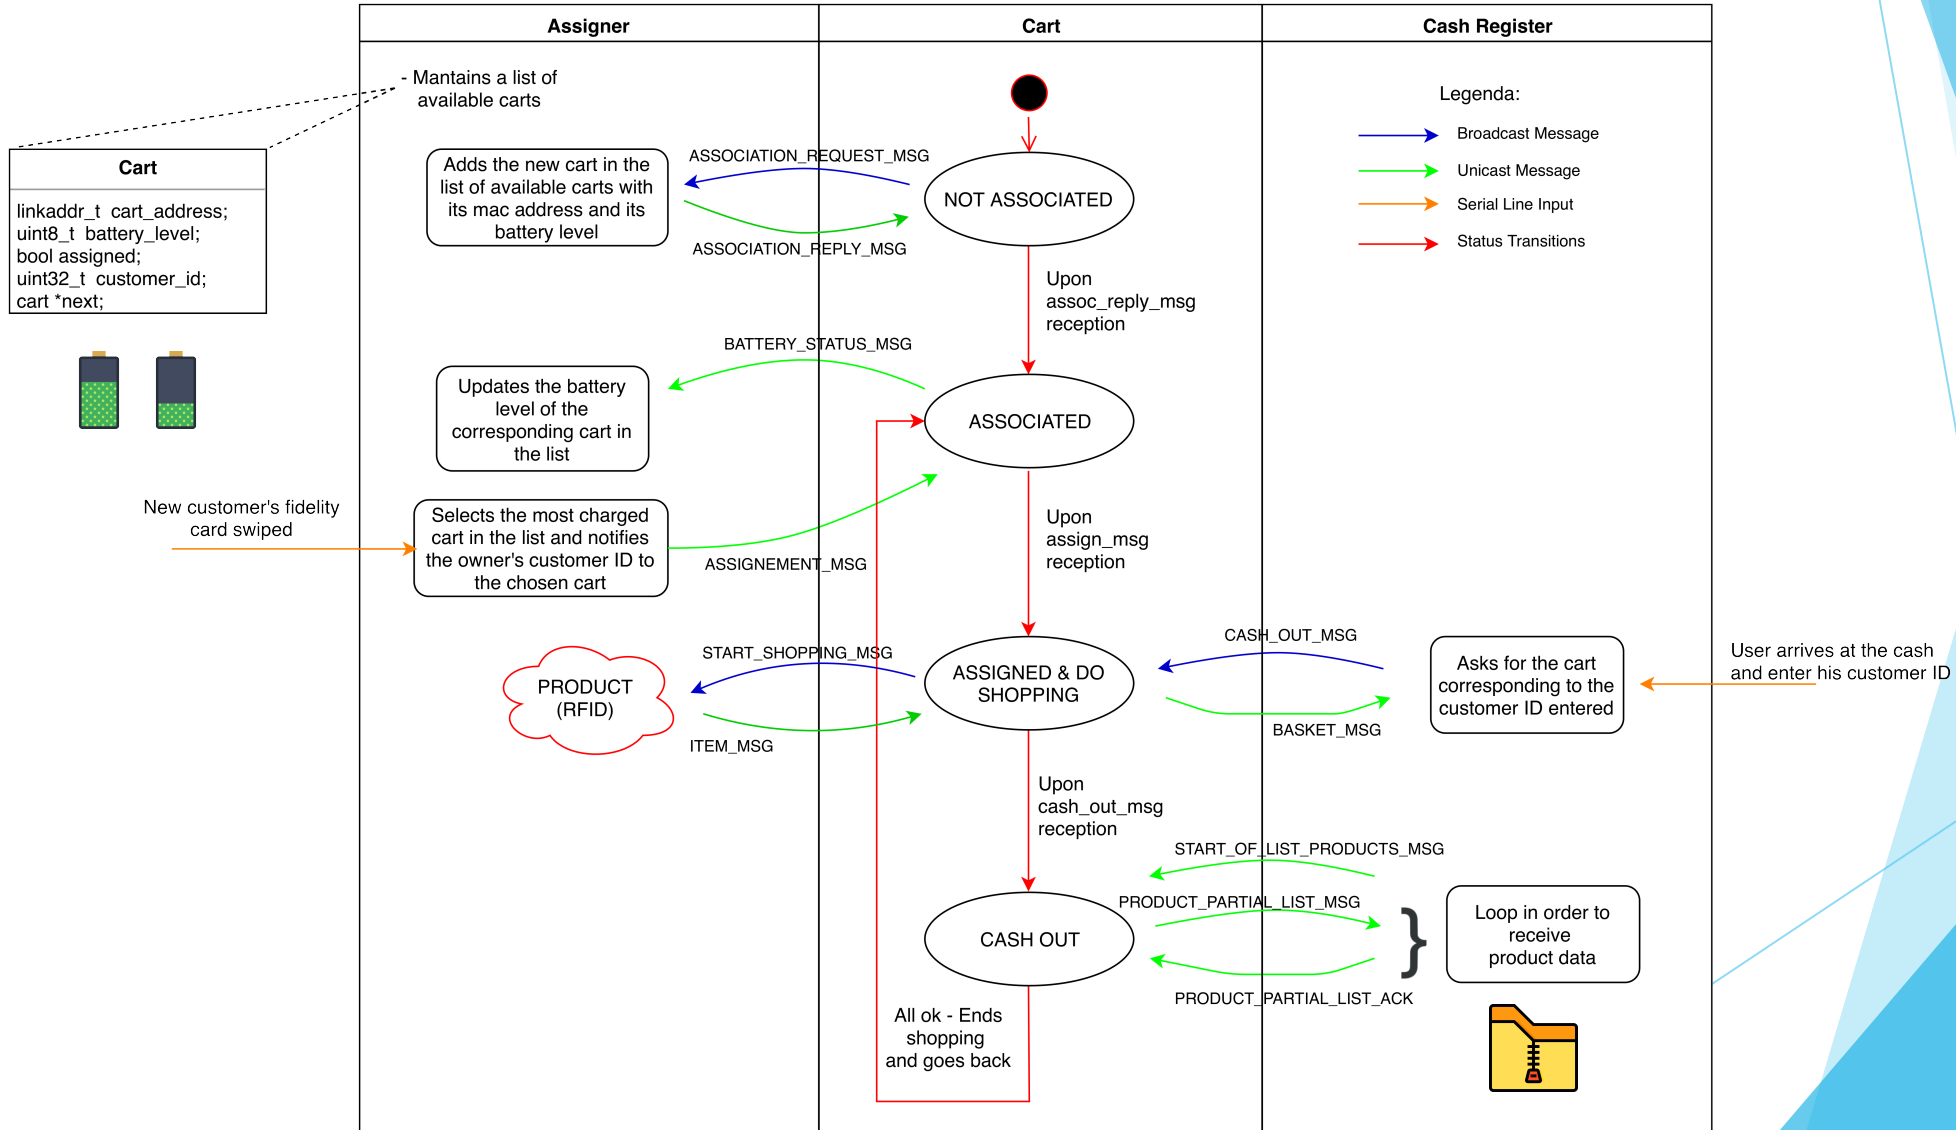 Assigner
Cart
Cash Register
- Mantains a list of
available carts
Legenda:
Broadcast Message
Unicast Message
Serial Line Input
Status Transitions
Cart
linkaddr_t cart_address;
uint8_t battery_level;
bool assigned;
uint32_t customer_id;
cart *next;
Adds the new cart in the
list of available carts with
its mac address and its
battery level
ASSOCIATION_REQUEST_MSG
ASSOCIATION_REPLY_MSG
NOT ASSOCIATED
Upon
assoc_reply_msg
reception
BATTERY_STATUS_MSG
Updates the battery
level of the
corresponding cart in
the list
ASSOCIATED
New customer's fidelity
card swiped
Selects the most charged
cart in the list and notifies
the owner's customer ID to
the chosen cart
ASSIGNEMENT_MSG
Upon
assign_msg
reception
PRODUCT
(RFID)
START_SHOPPING_MSG
ITEM_MSG
ASSIGNED & DO
SHOPPING
CASH_OUT_MSG
BASKET_MSG
Asks for the cart
corresponding to the
customer ID entered
User arrives at the cash
and enter his customer ID
Upon
cash_out_msg
reception
START_OF_LIST_PRODUCTS_MSG
PRODUCT_PARTIAL_LIST_MSG
PRODUCT_PARTIAL_LIST_ACK
CASH OUT
}
Loop in order to
receive
product data
All ok - Ends
shopping
and goes back